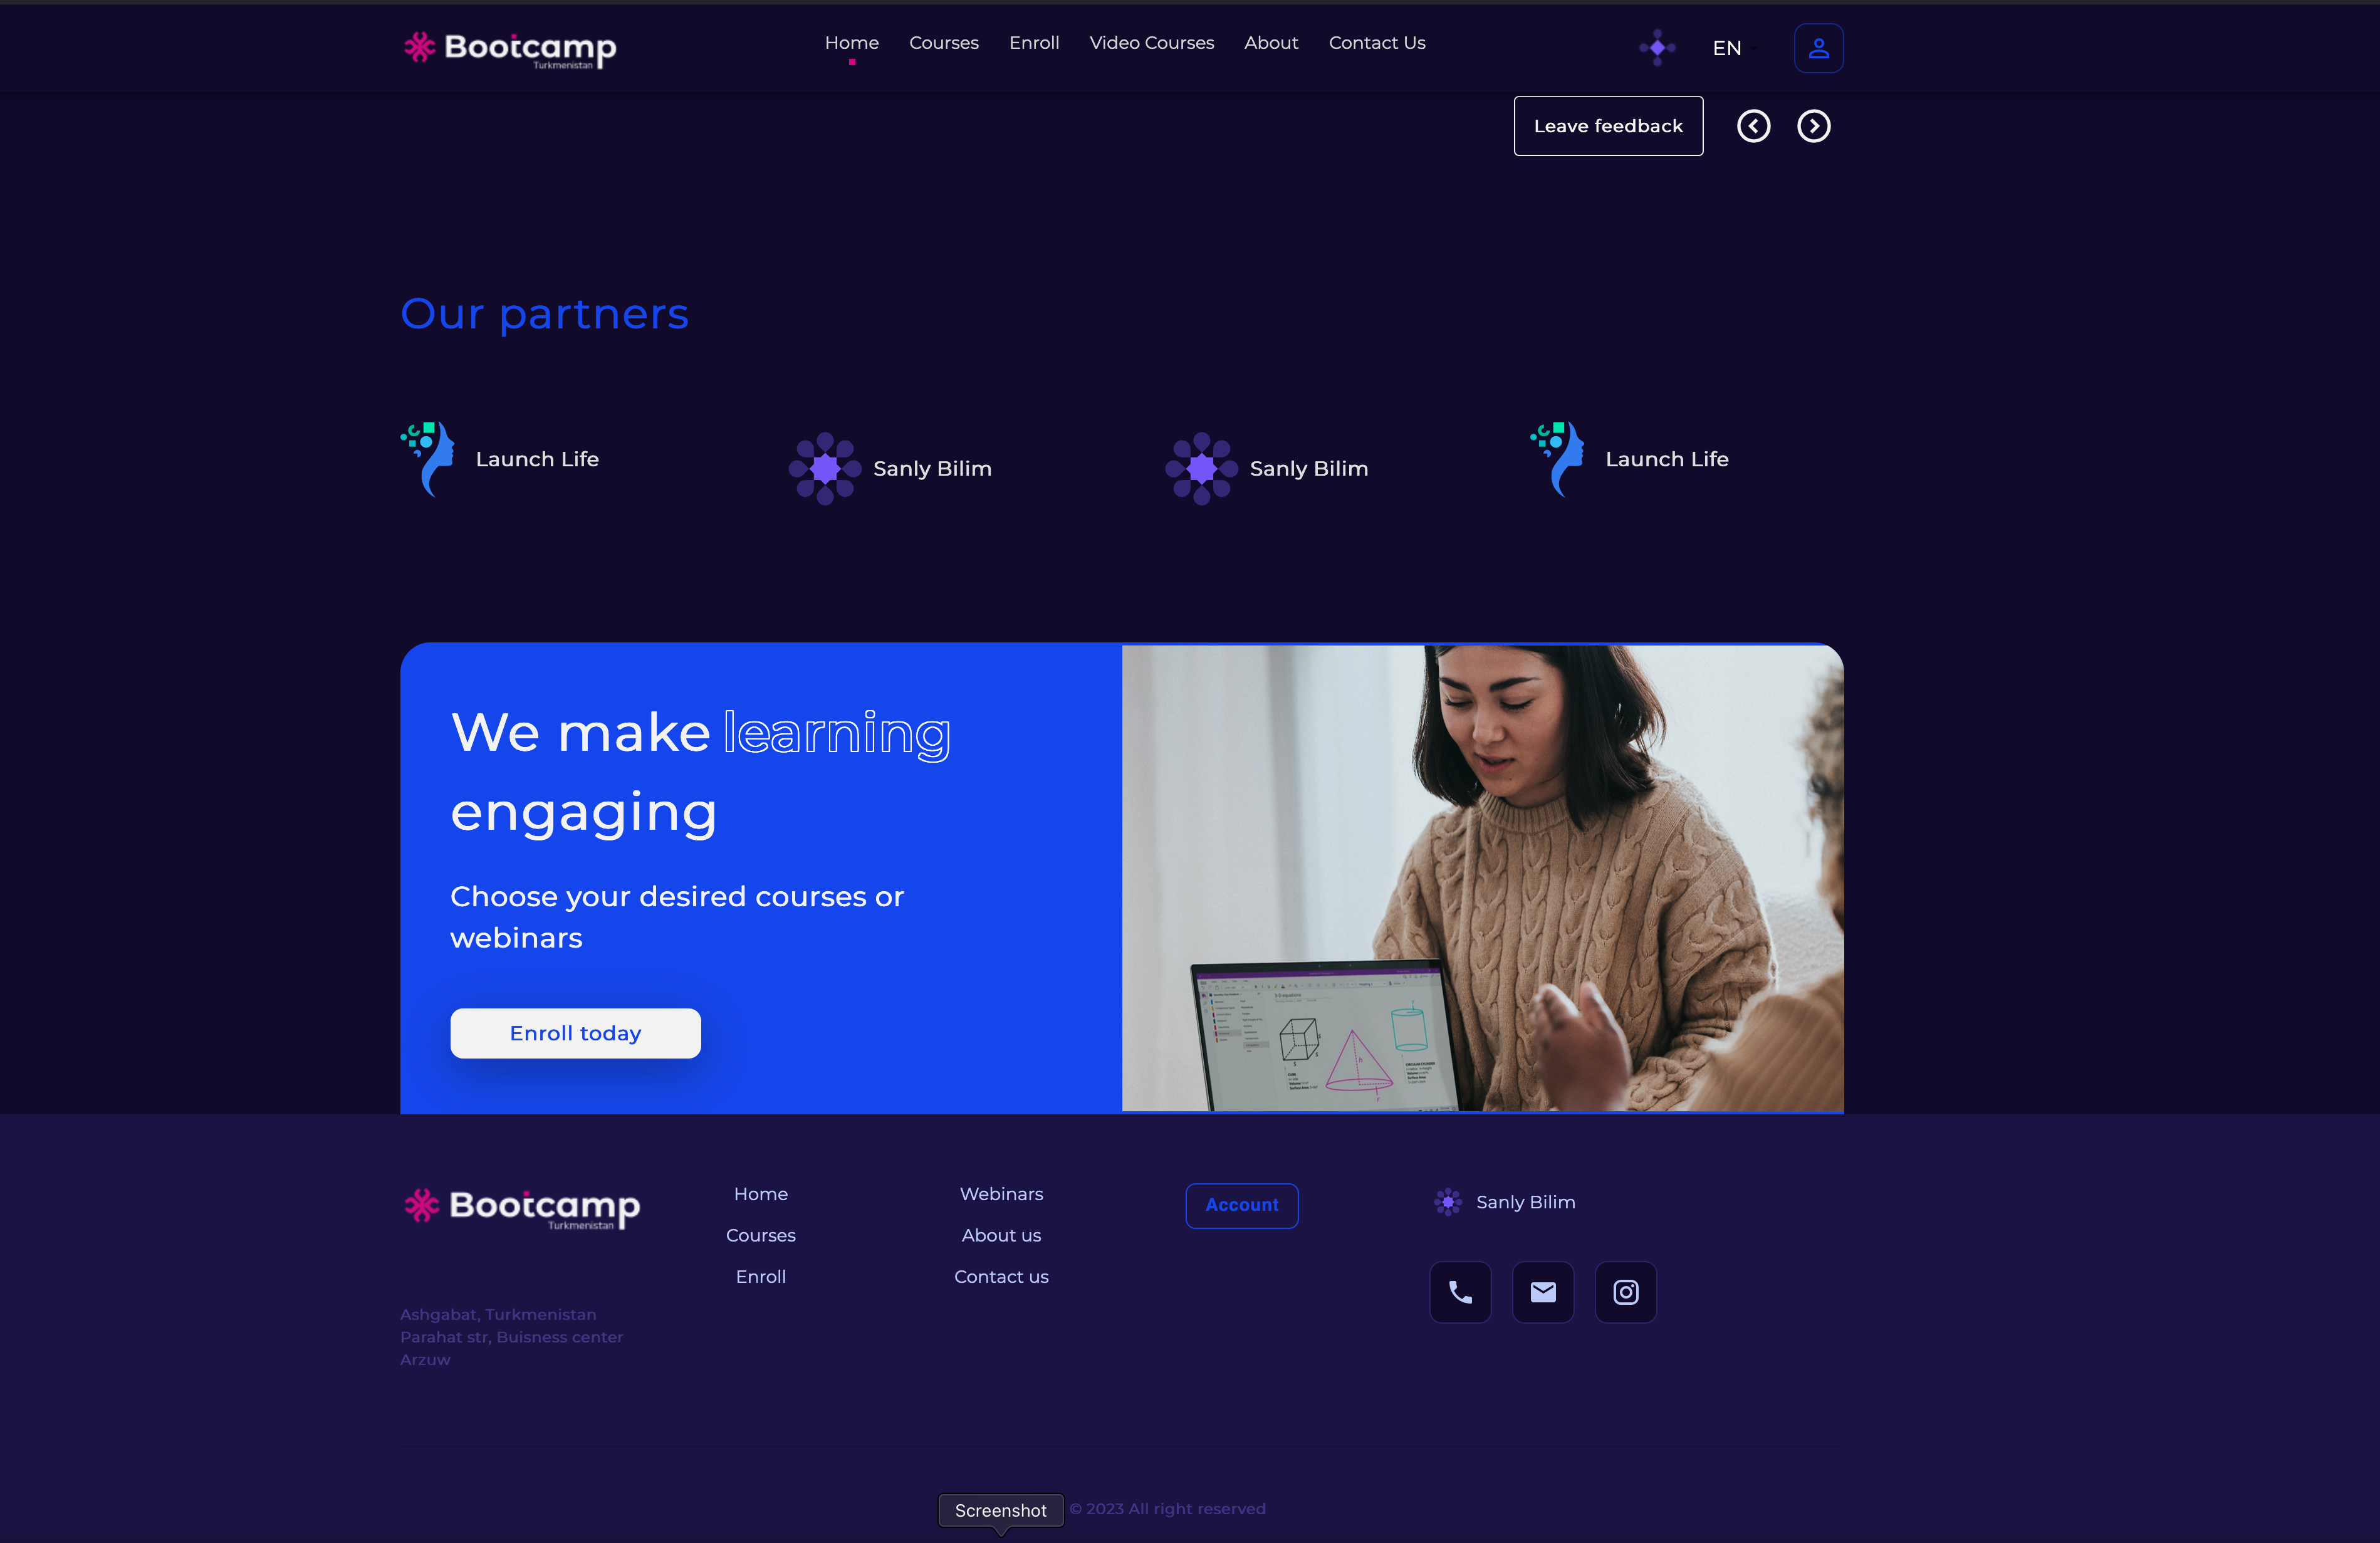 Bootcamp
Turkmenistan
Home Courses Enroll Video Courses About Contact Us
EN
Leave feedback
Our partners
Launch Life
Sanly Bilim
Sanly Bilim
Launch Life
We make learning
engaging
Choose your desired courses or
webinars
Enroll today
Bootcamp
Turkmenistan
Ashgabat, Turkmenistan
Parahat str, Buisness center
Arzuw
Home
Courses
Enroll
Webinars
About us
Contact us
Account
Sanly Bilim
Screenshot
© 2023 All right reserved